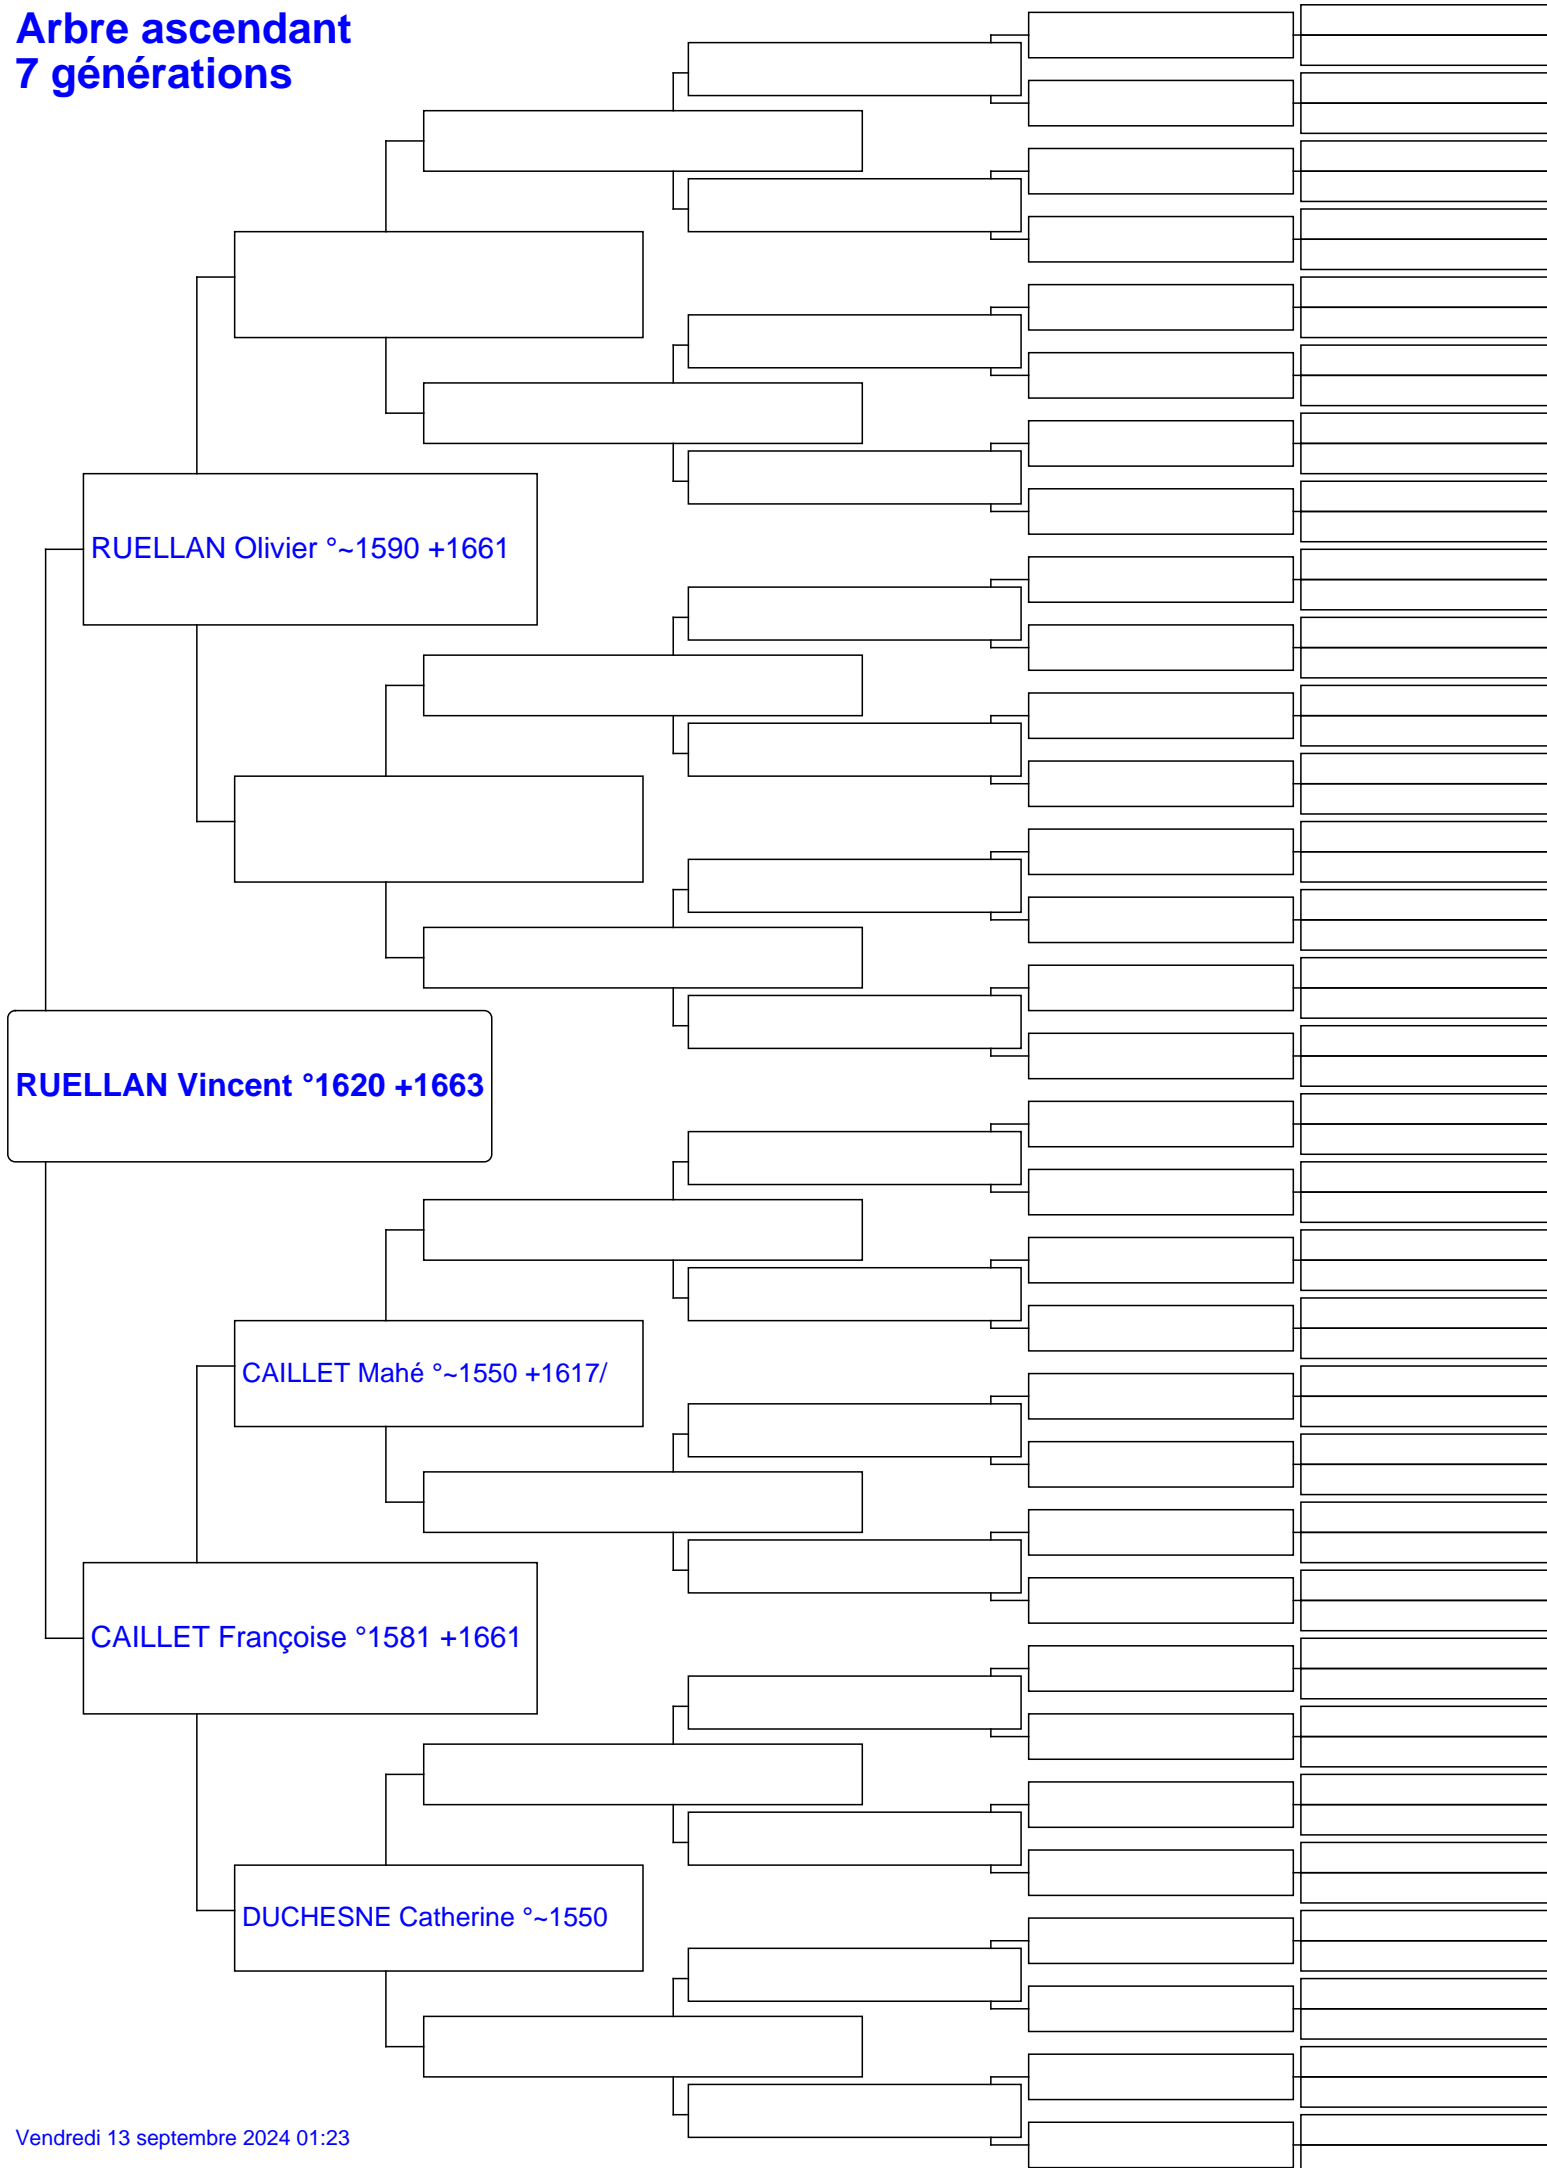 Arbre ascendant
7 générations
RUELLAN Olivier °~1590 +1661
RUELLAN Vincent °1620 +1663
CAILLET Mahé °~1550 +1617/
CAILLET Françoise °1581 +1661
DUCHESNE Catherine °~1550
Vendredi 13 septembre 2024 01:23